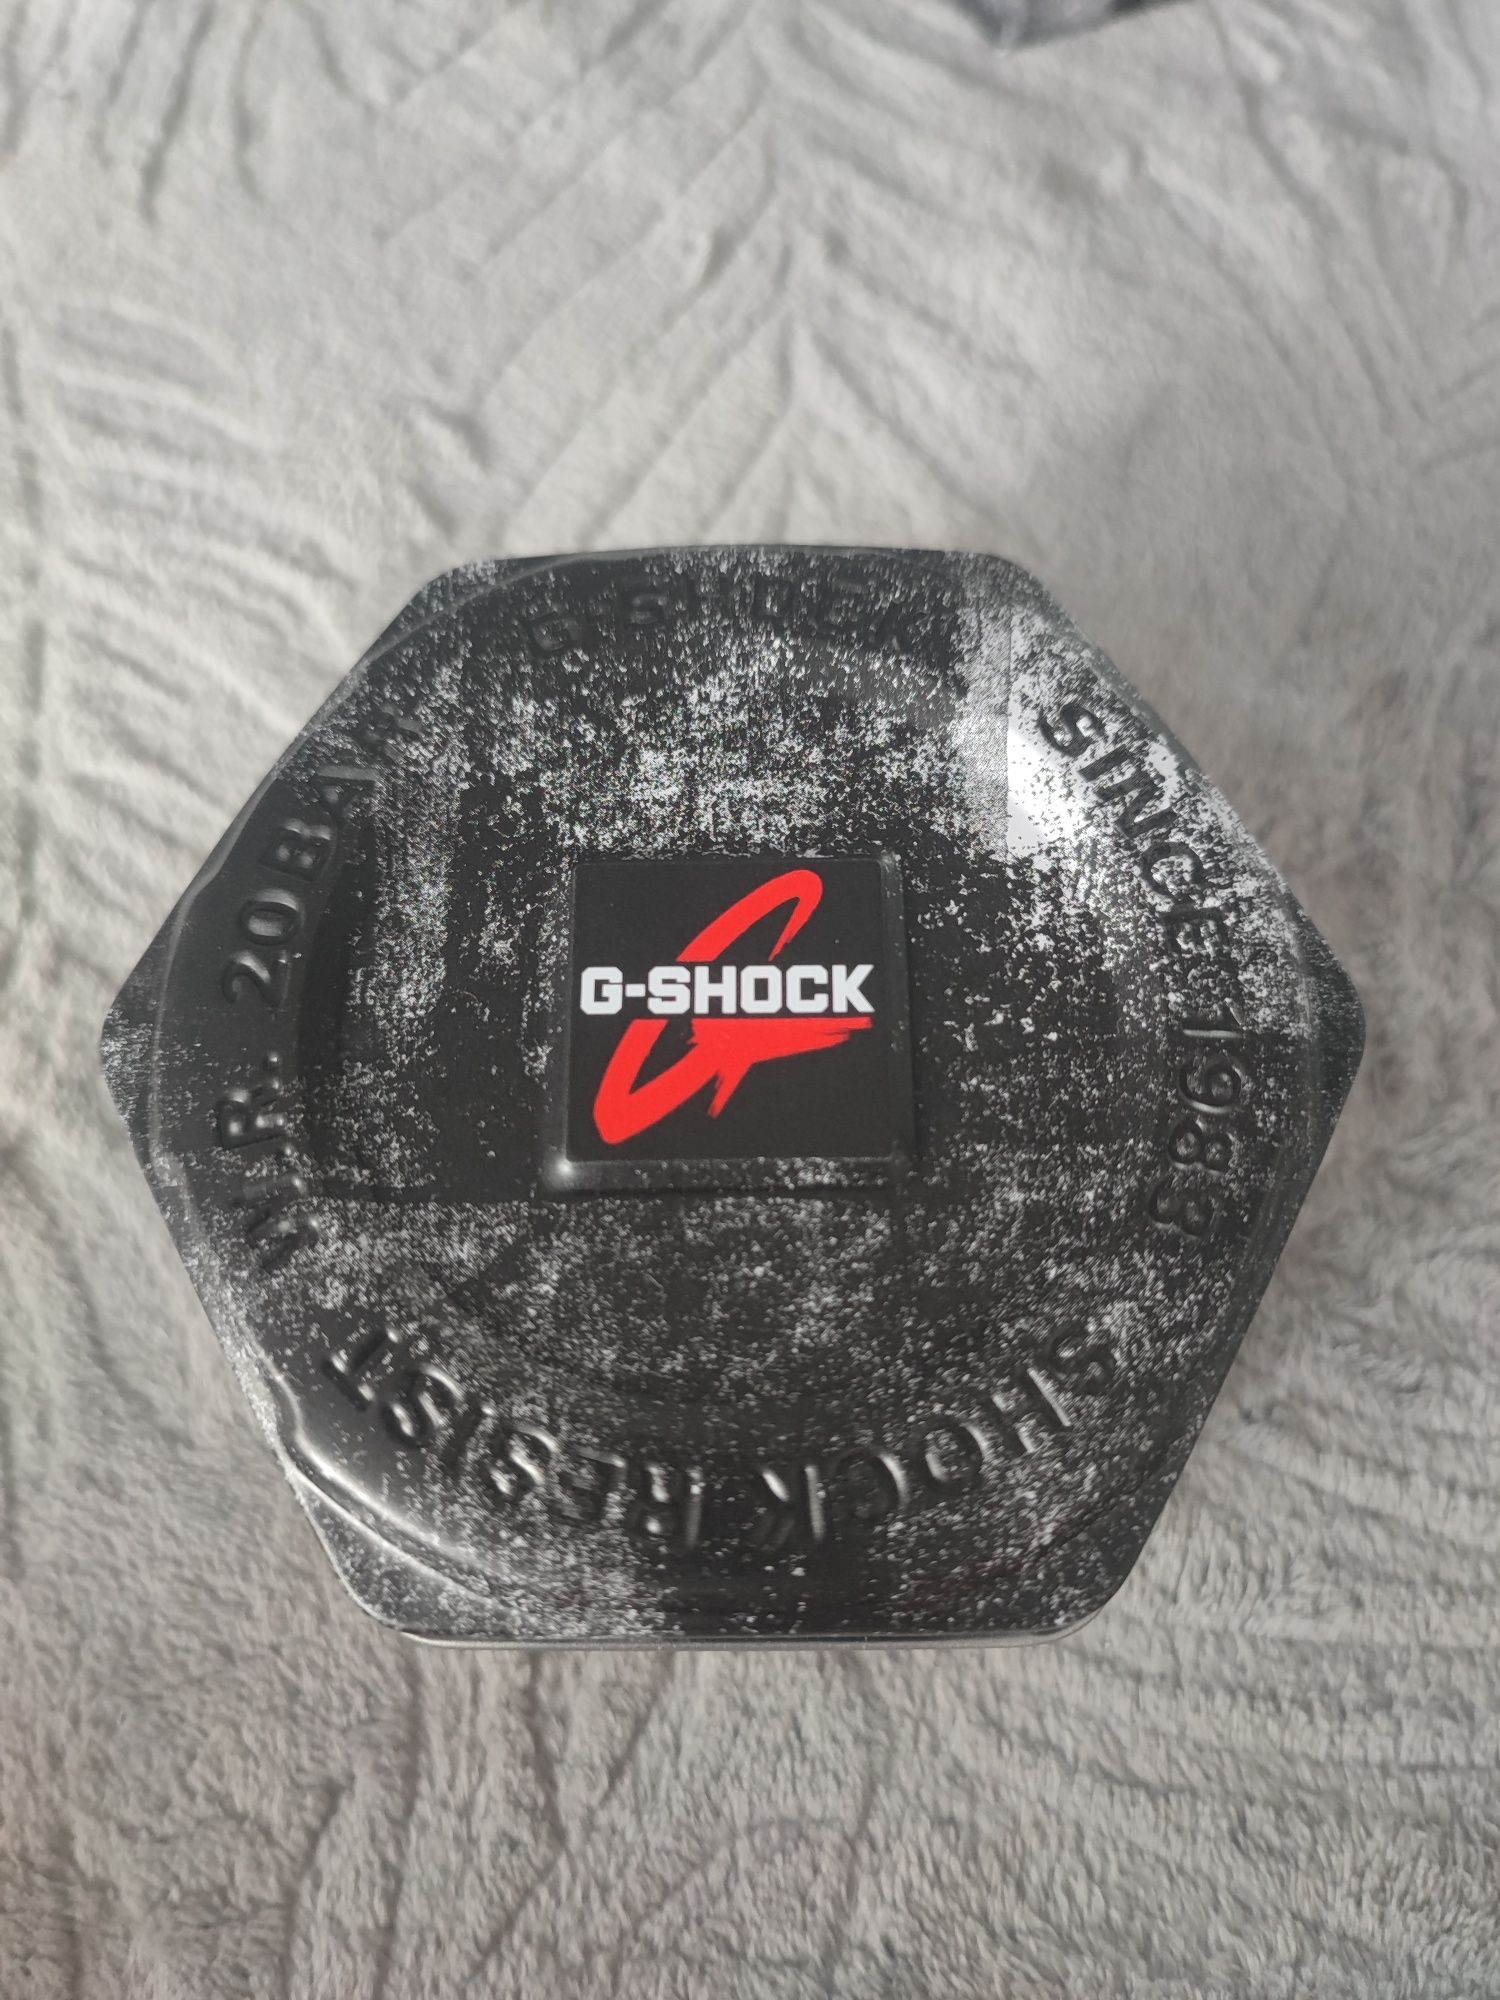 G-SHOCK
SINCE 1983
SHOCK RESIST
W.R. 20BAR
G-SHOCK